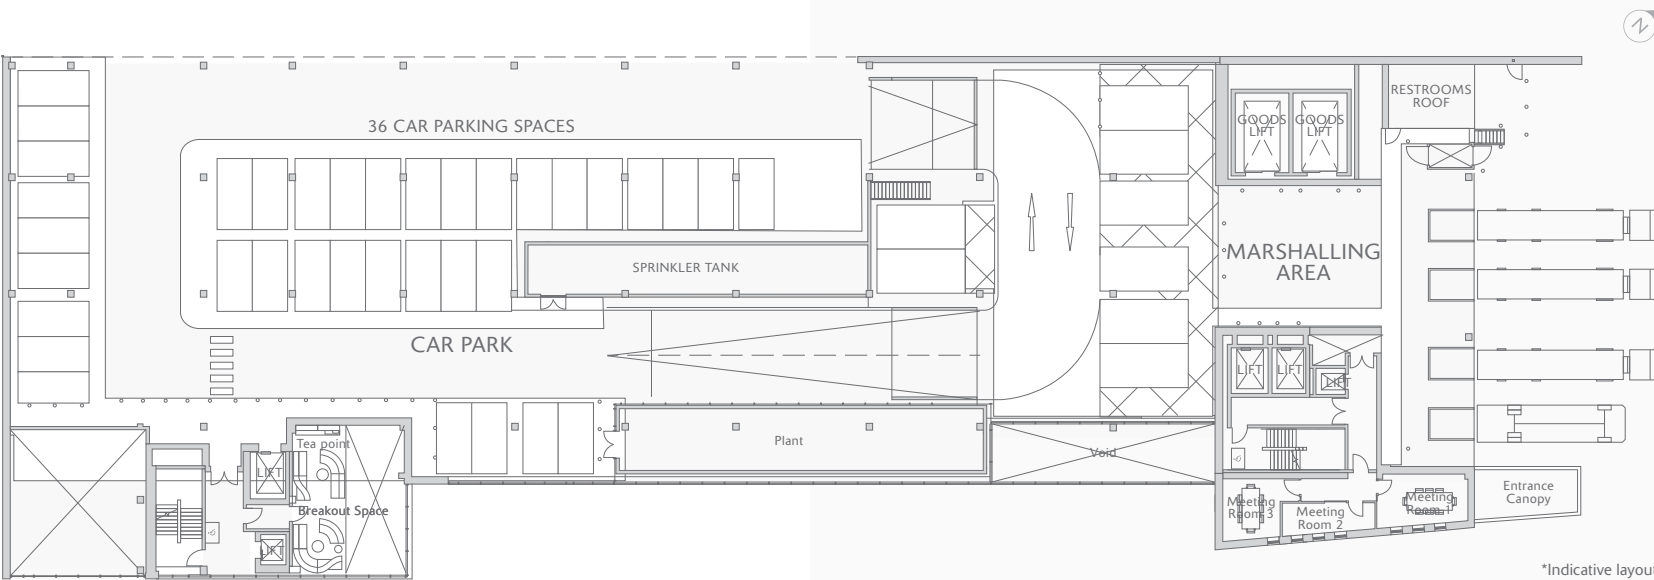 N
RESTROOMS
ROOF
GOODS
LIFT
GOODS
LIFT
36 CAR PARKING SPACES
MARSHALLING
AREA
SPRINKLER TANK
CAR PARK
LIFT
LIFT
LIFT
Plant
Tea point
Void
LIFT
Breakout Space
LIFT
Meeting
Room 3
Meeting
Room 2
Meeting
Room 1
Entrance
Canopy
*Indicative layout